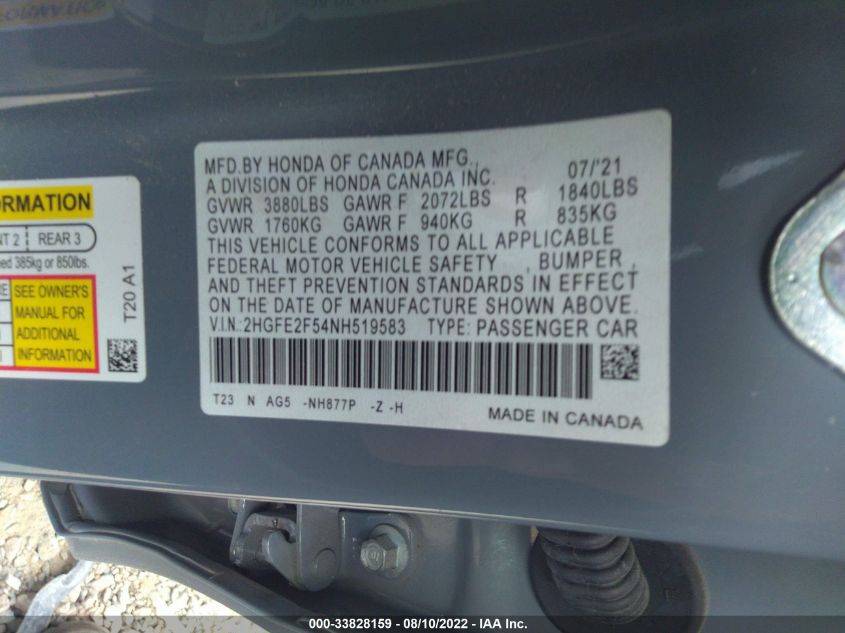 ORMATION
NT 2 REAR 3
eed 385kg or 850lbs.
RE SEE OWNER'S
MANUAL FOR
ADDITIONAL
INFORMATION
T20 A1
MFD.BY HONDA OF CANADA MFG., 07/'21
A DIVISION OF HONDA CANADA INC.
GVWR 3880LBS GAWR F 2072LBS R 1840LBS
GVWR 1760KG GAWR F 940KG R 835KG
THIS VEHICLE CONFORMS TO ALL APPLICABLE
FEDERAL MOTOR VEHICLE SAFETY , BUMPER ,
AND THEFT PREVENTION STANDARDS IN EFFECT
ON THE DATE OF MANUFACTURE SHOWN ABOVE.
V.I.N.:2HGFE2F54NH519583 TYPE: PASSENGER CAR
T23 N AG5 -NH877P -Z -H
MADE IN CANADA
000-33828159 - 08/10/2022 - IAA Inc.